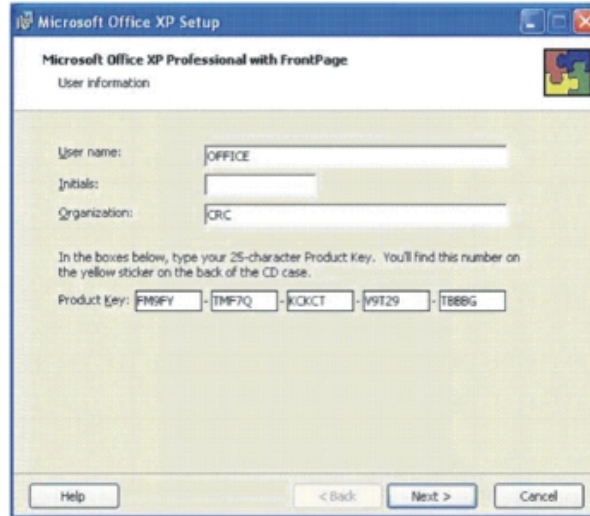 Microsoft Office XP Setup
Microsoft Office XP Professional with FrontPage
User information
User name: OFFICE
Initials:
Organization: CRC
In the boxes below, type your 25-character Product Key. You'll find this number on
the yellow sticker on the back of the CD case.
Product Key: FM9FY - TMF7Q - KCKCT - V9T29 - TBBBG
Help < Back Next > Cancel